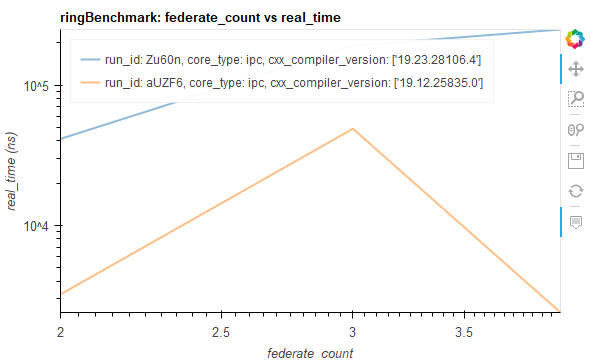 ringBenchmark: federate_count vs real_time
run_id: Zu60n, core_type: ipc, cxx_compiler_version: ['19.23.28106.4']
run_id: aUZF6, core_type: ipc, cxx_compiler_version: ['19.12.25835.0']
10^5
real_time (ns)
10^4
2 2.5 3 3.5
federate_count